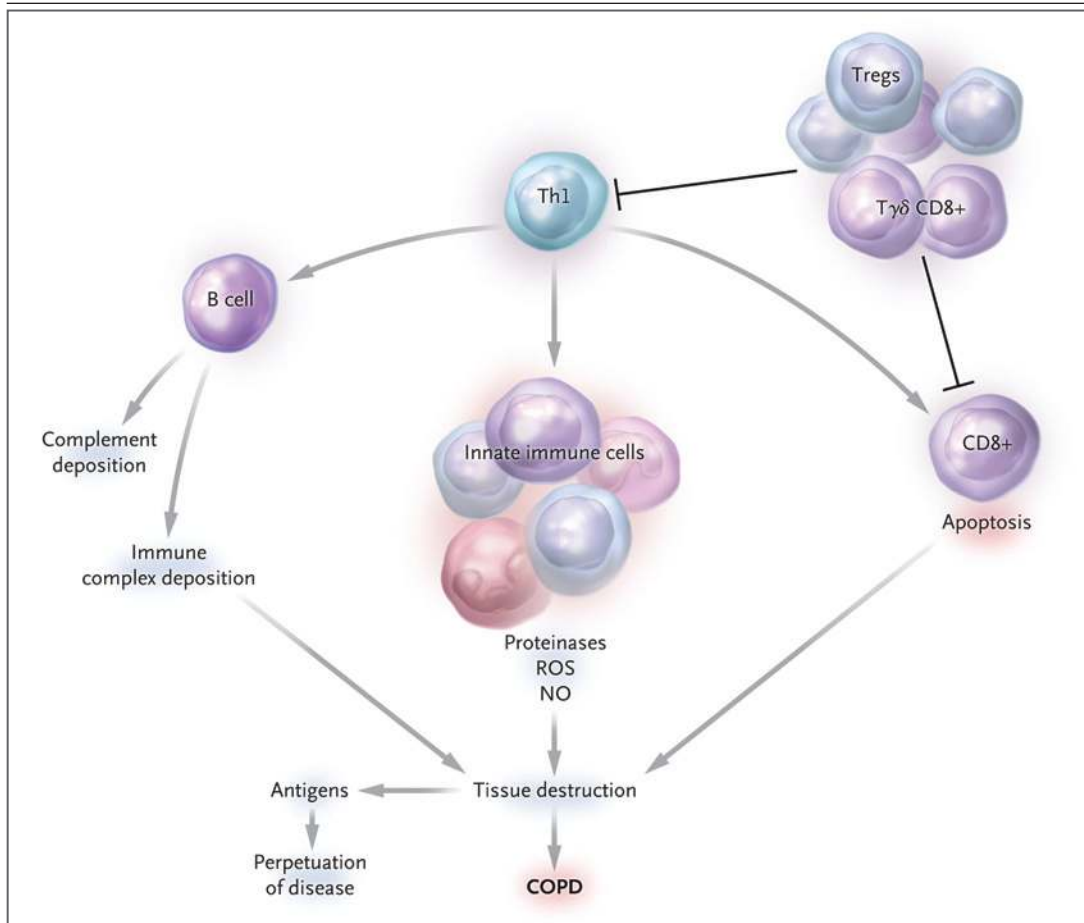 Tregs
Tγδ CD8+
Th1
B cell
Complement
deposition
Innate immune cells
CD8+
Apoptosis
Immune
complex deposition
Proteinases
ROS
NO
Antigens
Tissue destruction
Perpetuation
of disease
COPD